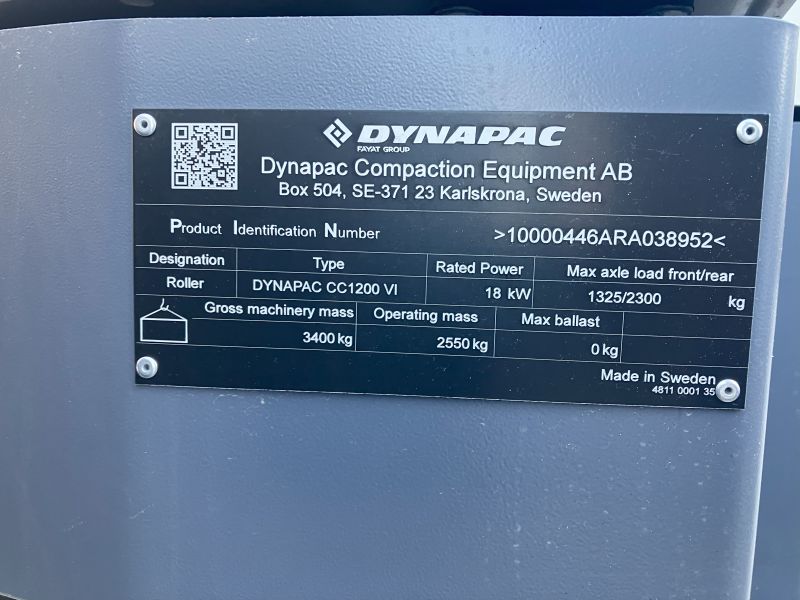 DYNAPAC
FAYAT GROUP
Dynapac Compaction Equipment AB
Box 504, SE-371 23 Karlskrona, Sweden
Product Identification Number >10000446ARA038952<
Designation Type Rated Power Max axle load front/rear
Roller DYNAPAC CC1200 VI 18 kW 1325/2300 kg
Gross machinery mass Operating mass Max ballast
3400 kg 2550 kg 0 kg
Made in Sweden
4811 0001 35